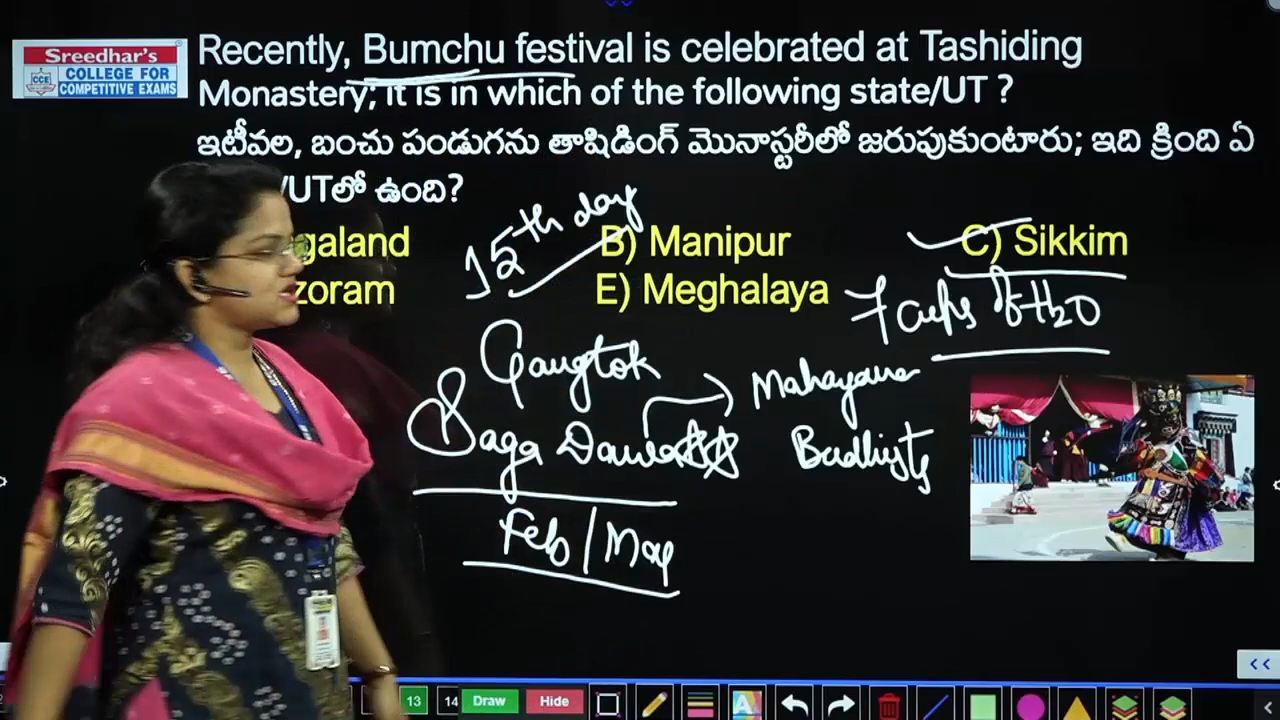 Sreedhar's
CCE
COLLEGE FOR
COMPETITIVE EXAMS
Recently, Bumchu festival is celebrated at Tashiding
Monastery; it is in which of the following state/UT ?
ఇటీవల, బంచు పండుగను తాషిడింగ్ మొనాస్టరీలో జరుపుకుంటారు; ఇది క్రింది ఏ
/UTలో ఉంది?
galand
B) Manipur
C) Sikkim
zoram
E) Meghalaya
15th day
7 cups of H2O
Gangtok
Saga Dawa
Mahayana
Budhists
Feb/May
13
14
Draw
Hide
<<